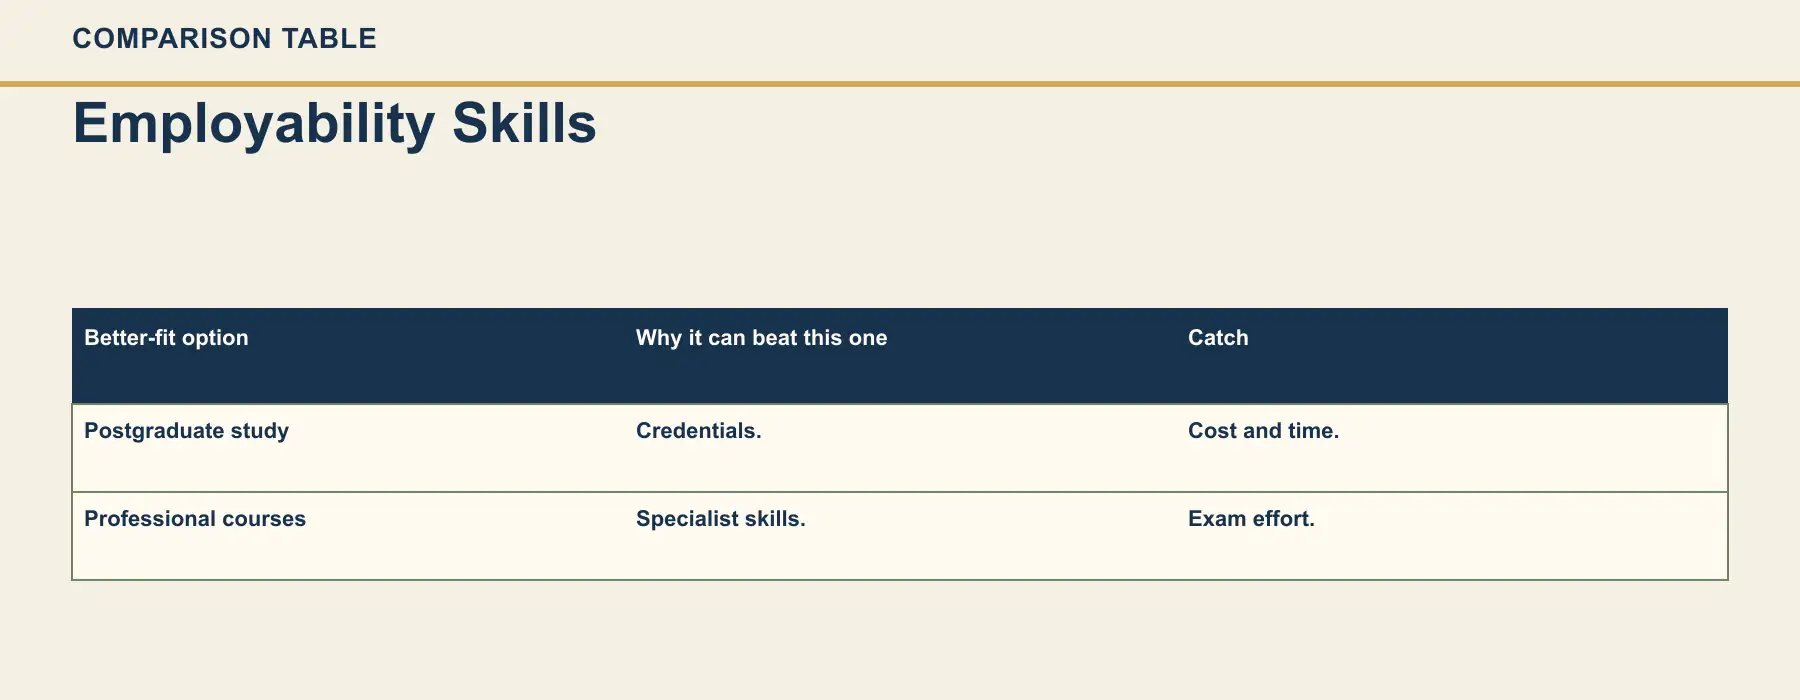 COMPARISON TABLE
Employability Skills
Better-fit option Why it can beat this one Catch
Postgraduate study Credentials. Cost and time.
Professional courses Specialist skills. Exam effort.